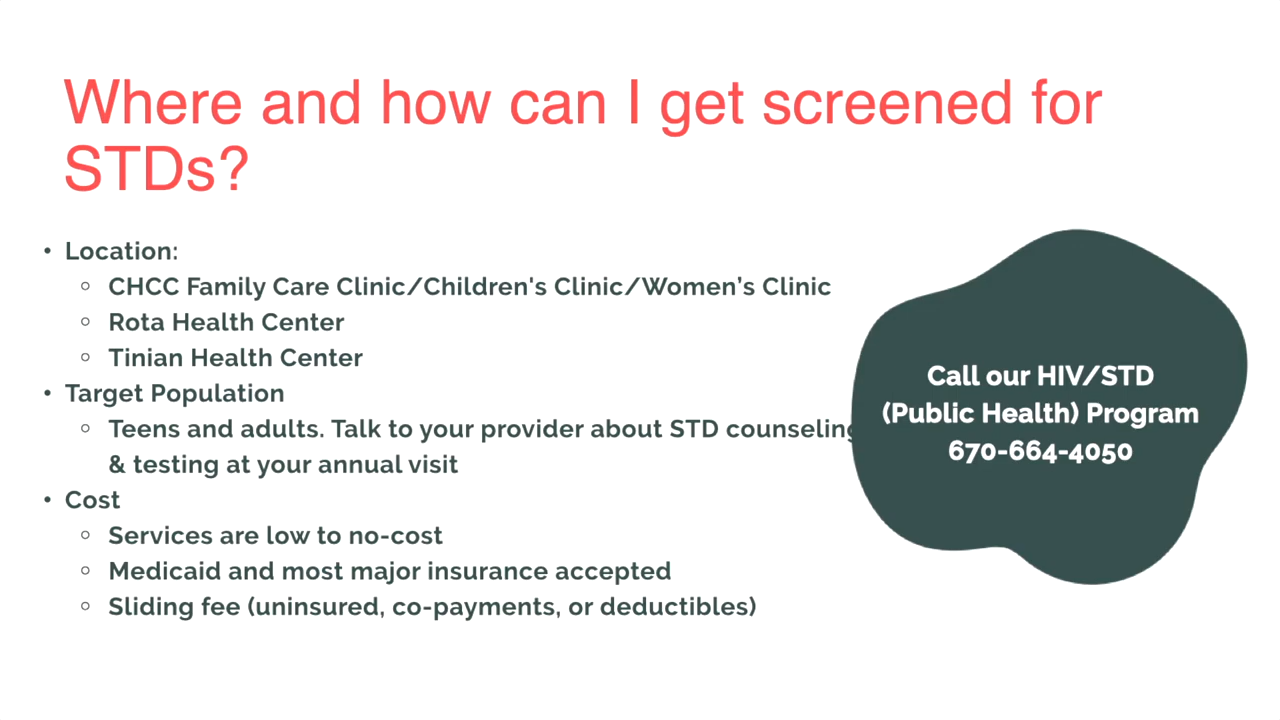 Where and how can I get screened for
STDs?
• Location:
○ CHCC Family Care Clinic/Children's Clinic/Women’s Clinic
○ Rota Health Center
○ Tinian Health Center
• Target Population
○ Teens and adults. Talk to your provider about STD counseling
& testing at your annual visit
• Cost
○ Services are low to no-cost
○ Medicaid and most major insurance accepted
○ Sliding fee (uninsured, co-payments, or deductibles)
Call our HIV/STD
(Public Health) Program
670-664-4050